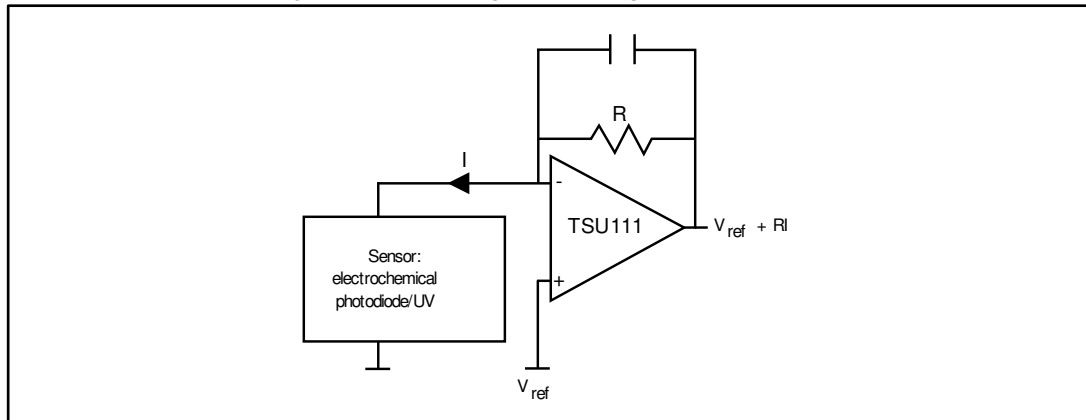 R
I
-
TSU111
V ref + RI
Sensor:
electrochemical
photodiode/UV
+
V ref